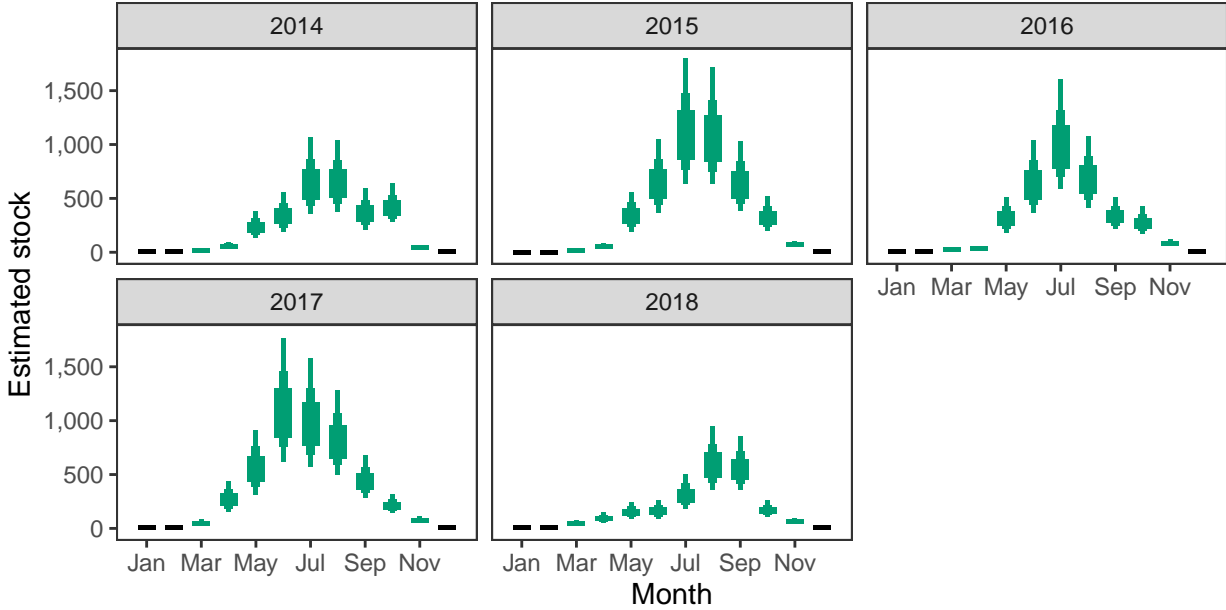 2014 2015 2016
1,500
1,000
500
0
Jan Mar May Jul Sep Nov
2017 2018
1,500
1,000
500
0
Jan Mar May Jul Sep Nov Jan Mar May Jul Sep Nov
Estimated stock
Month